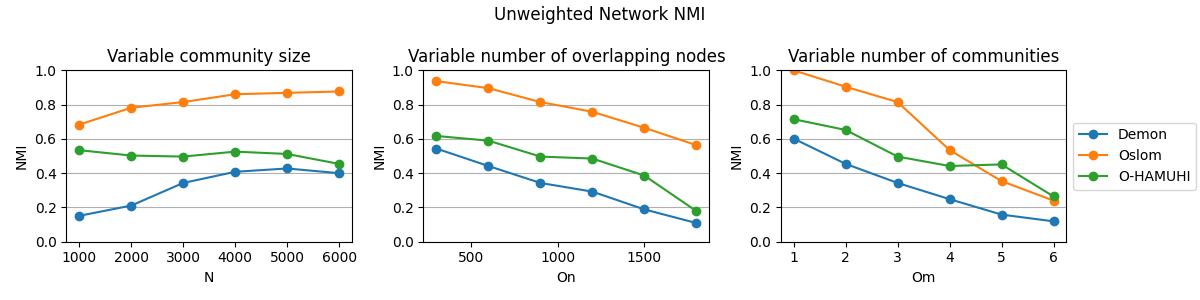 Unweighted Network NMI
Variable community size
NMI
1.0
0.8
0.6
0.4
0.2
0.0
1000 2000 3000 4000 5000 6000
N
Variable number of overlapping nodes
NMI
1.0
0.8
0.6
0.4
0.2
0.0
500 1000 1500
On
Variable number of communities
NMI
1.0
0.8
0.6
0.4
0.2
0.0
1 2 3 4 5 6
Om
Demon
Oslom
O-HAMUHI